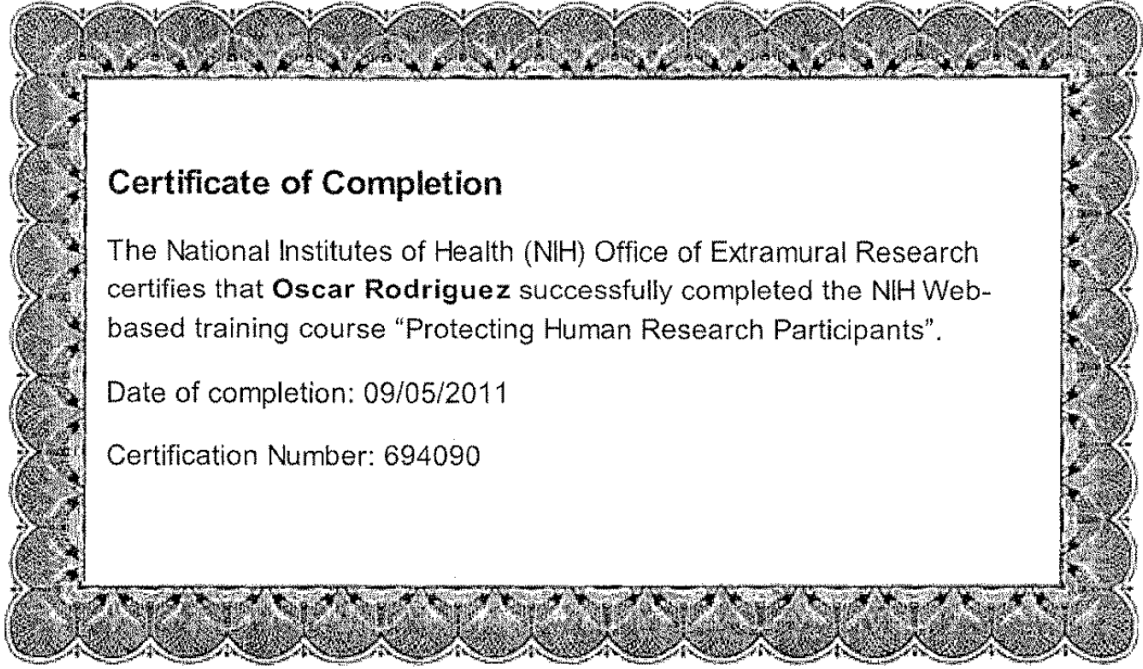 Certificate of Completion
The National Institutes of Health (NIH) Office of Extramural Research
certifies that Oscar Rodriguez successfully completed the NIH Web-
based training course “Protecting Human Research Participants”.
Date of completion: 09/05/2011
Certification Number: 694090